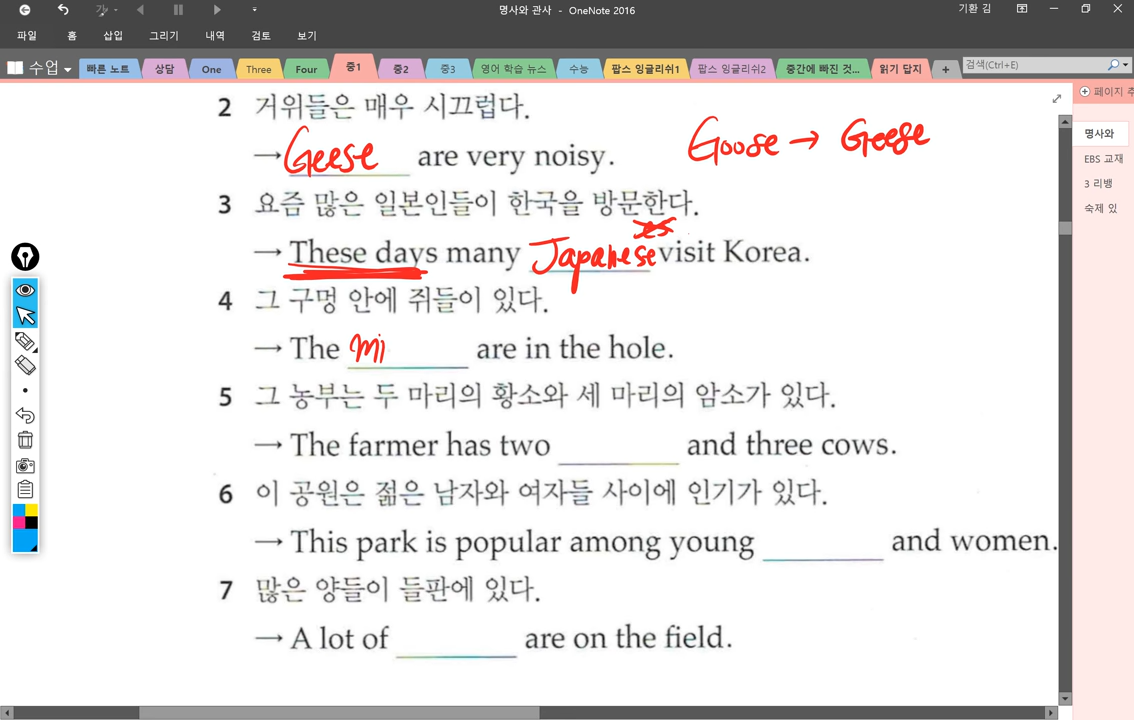 명사와 관사 - OneNote 2016
기환 김
파일 홈 삽입 그리기 내역 검토 보기
수업 빠른 노트 상담 One Three Four 중1 중2 중3 영어 학습 뉴스 수능 팝스 잉글리쉬1 팝스 잉글리쉬2 중간에 빠진 것... 읽기 답지 + 검색(Ctrl+E)
페이지 추
명사와
EBS 교재
3 리뱅
숙제 있
2 거위들은 매우 시끄럽다.
Goose → Geese
→ Geese are very noisy.
3 요즘 많은 일본인들이 한국을 방문한다.
→ These days many Japanese visit Korea.
4 그 구멍 안에 쥐들이 있다.
→ The mi are in the hole.
5 그 농부는 두 마리의 황소와 세 마리의 암소가 있다.
→ The farmer has two ________ and three cows.
6 이 공원은 젊은 남자와 여자들 사이에 인기가 있다.
→ This park is popular among young ________ and women.
7 많은 양들이 들판에 있다.
→ A lot of ________ are on the field.